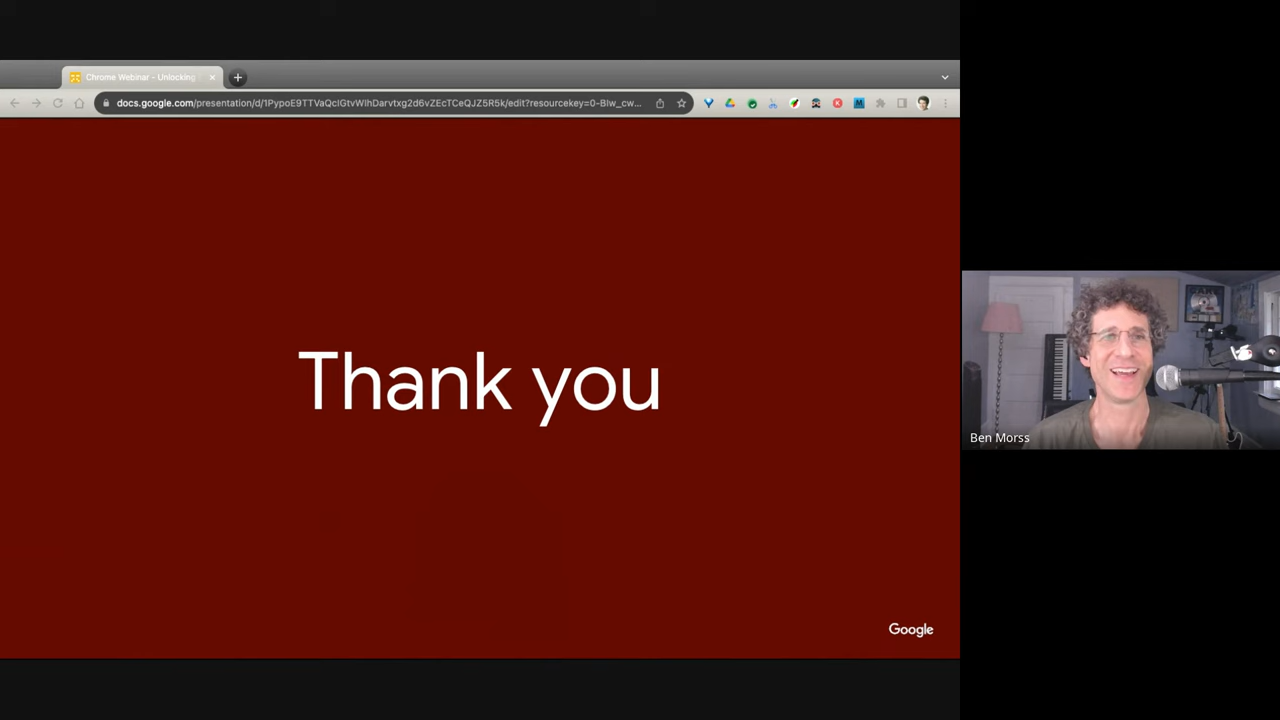 Chrome Webinar - Unlocking
docs.google.com/presentation/d/1PypoE9TTVaQclGtvWlhDarvtxg2d6vZEcTCeQJZ5R5k/edit?resourcekey=0-Blw_cw...
Thank you
Google
Ben Morss